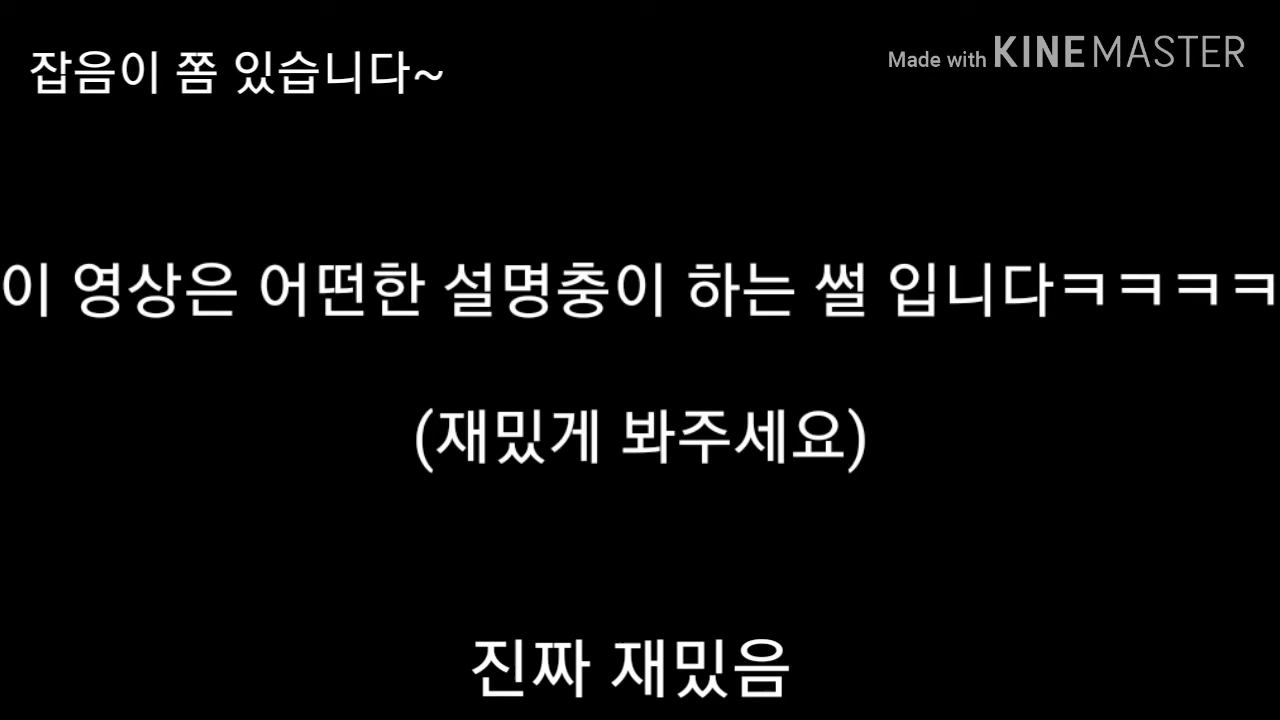 잡음이 쫌 있습니다~
Made with KINEMASTER
이 영상은 어떤한 설명충이 하는 썰 입니다ㅋㅋㅋㅋ
(재밌게 봐주세요)
진짜 재밌음